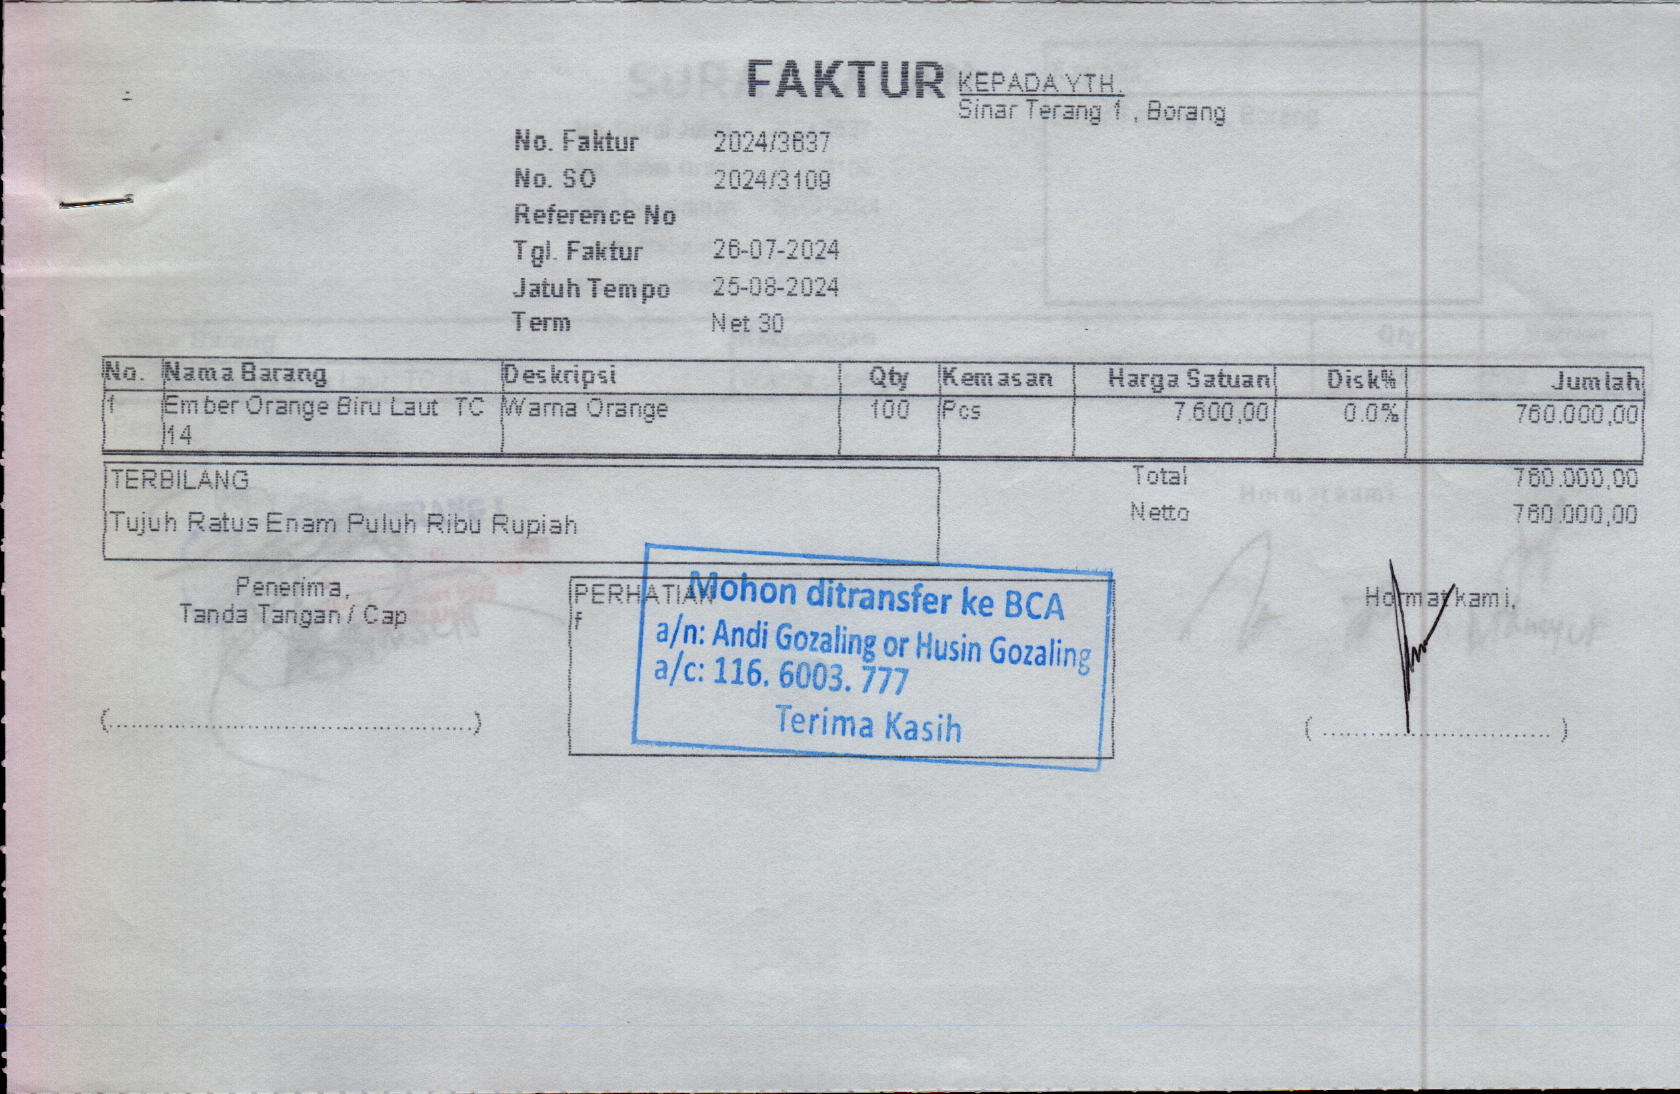 FAKTUR
KEPADA YTH.
Sinar Terang 1 , Borang
No. Faktur 2024/3637
No. SO 2024/3109
Reference No
Tgl. Faktur 26-07-2024
Jatuh Tempo 25-08-2024
Term Net 30
No. Nama Barang Deskripsi Qty Kemasan Harga Satuan Disk% Jumlah
1 Ember Orange Biru Laut TC Warna Orange 100 Pcs 7.600,00 0.0% 760.000,00
14
TERBILANG
Tujuh Ratus Enam Puluh Ribu Rupiah
Total 760.000,00
Netto 760.000,00
Penerima,
Tanda Tangan / Cap
(................................................)
PERHATIAN
f
Mohon ditransfer ke BCA
a/n: Andi Gozaling or Husin Gozaling
a/c: 116. 6003. 777
Terima Kasih
Hormat kami,
( .............................. )